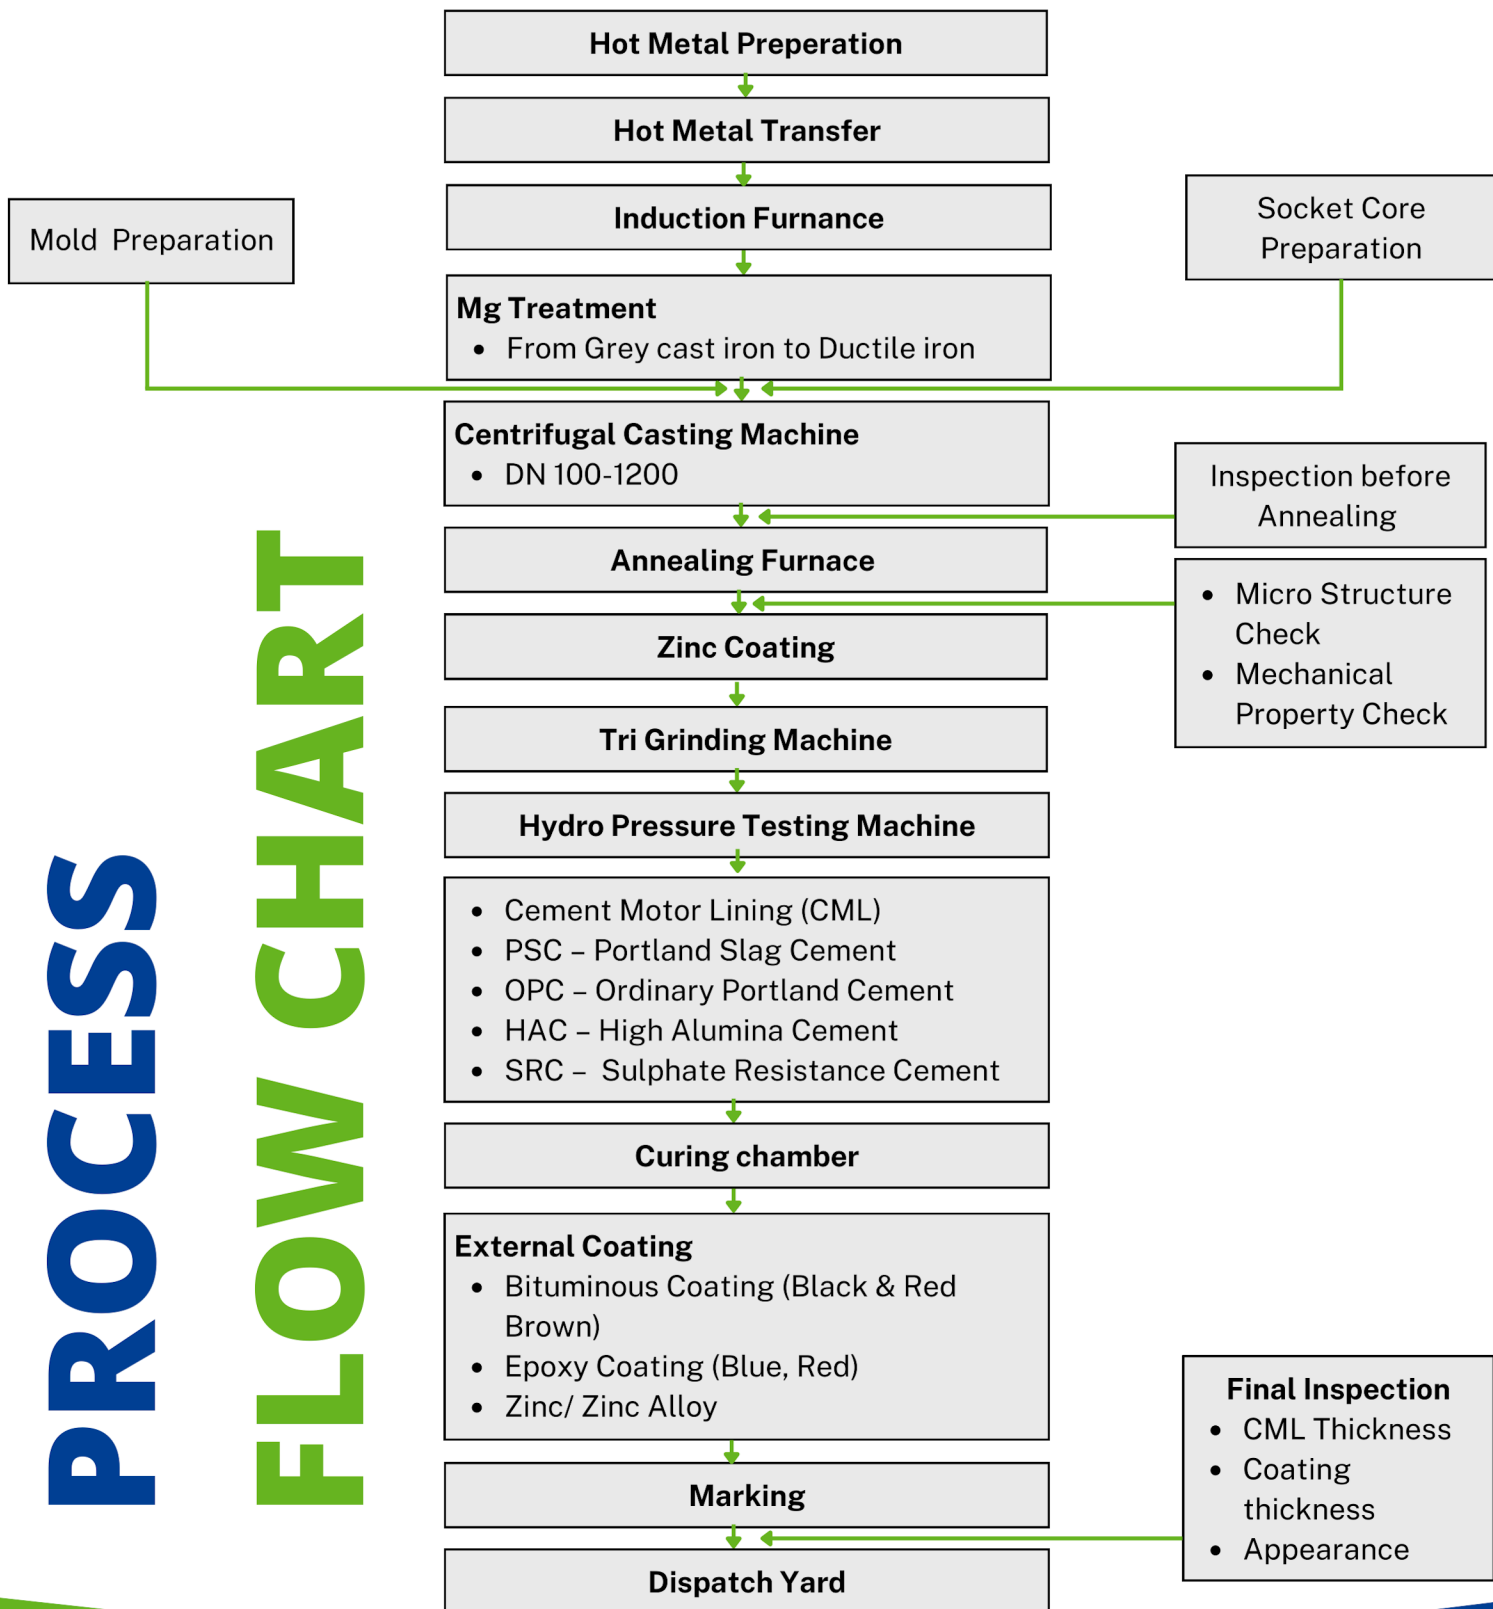 Hot Metal Preperation
Hot Metal Transfer
Induction Furnance
Mold Preparation
Socket Core
Preparation
Mg Treatment
• From Grey cast iron to Ductile iron
Centrifugal Casting Machine
• DN 100-1200
Inspection before
Annealing
Annealing Furnace
• Micro Structure
Check
• Mechanical
Property Check
Zinc Coating
Tri Grinding Machine
Hydro Pressure Testing Machine
• Cement Motor Lining (CML)
• PSC – Portland Slag Cement
• OPC – Ordinary Portland Cement
• HAC – High Alumina Cement
• SRC – Sulphate Resistance Cement
Curing chamber
External Coating
• Bituminous Coating (Black & Red
Brown)
• Epoxy Coating (Blue, Red)
• Zinc/ Zinc Alloy
Final Inspection
• CML Thickness
• Coating
thickness
• Appearance
Marking
Dispatch Yard
PROCESS
FLOW CHART